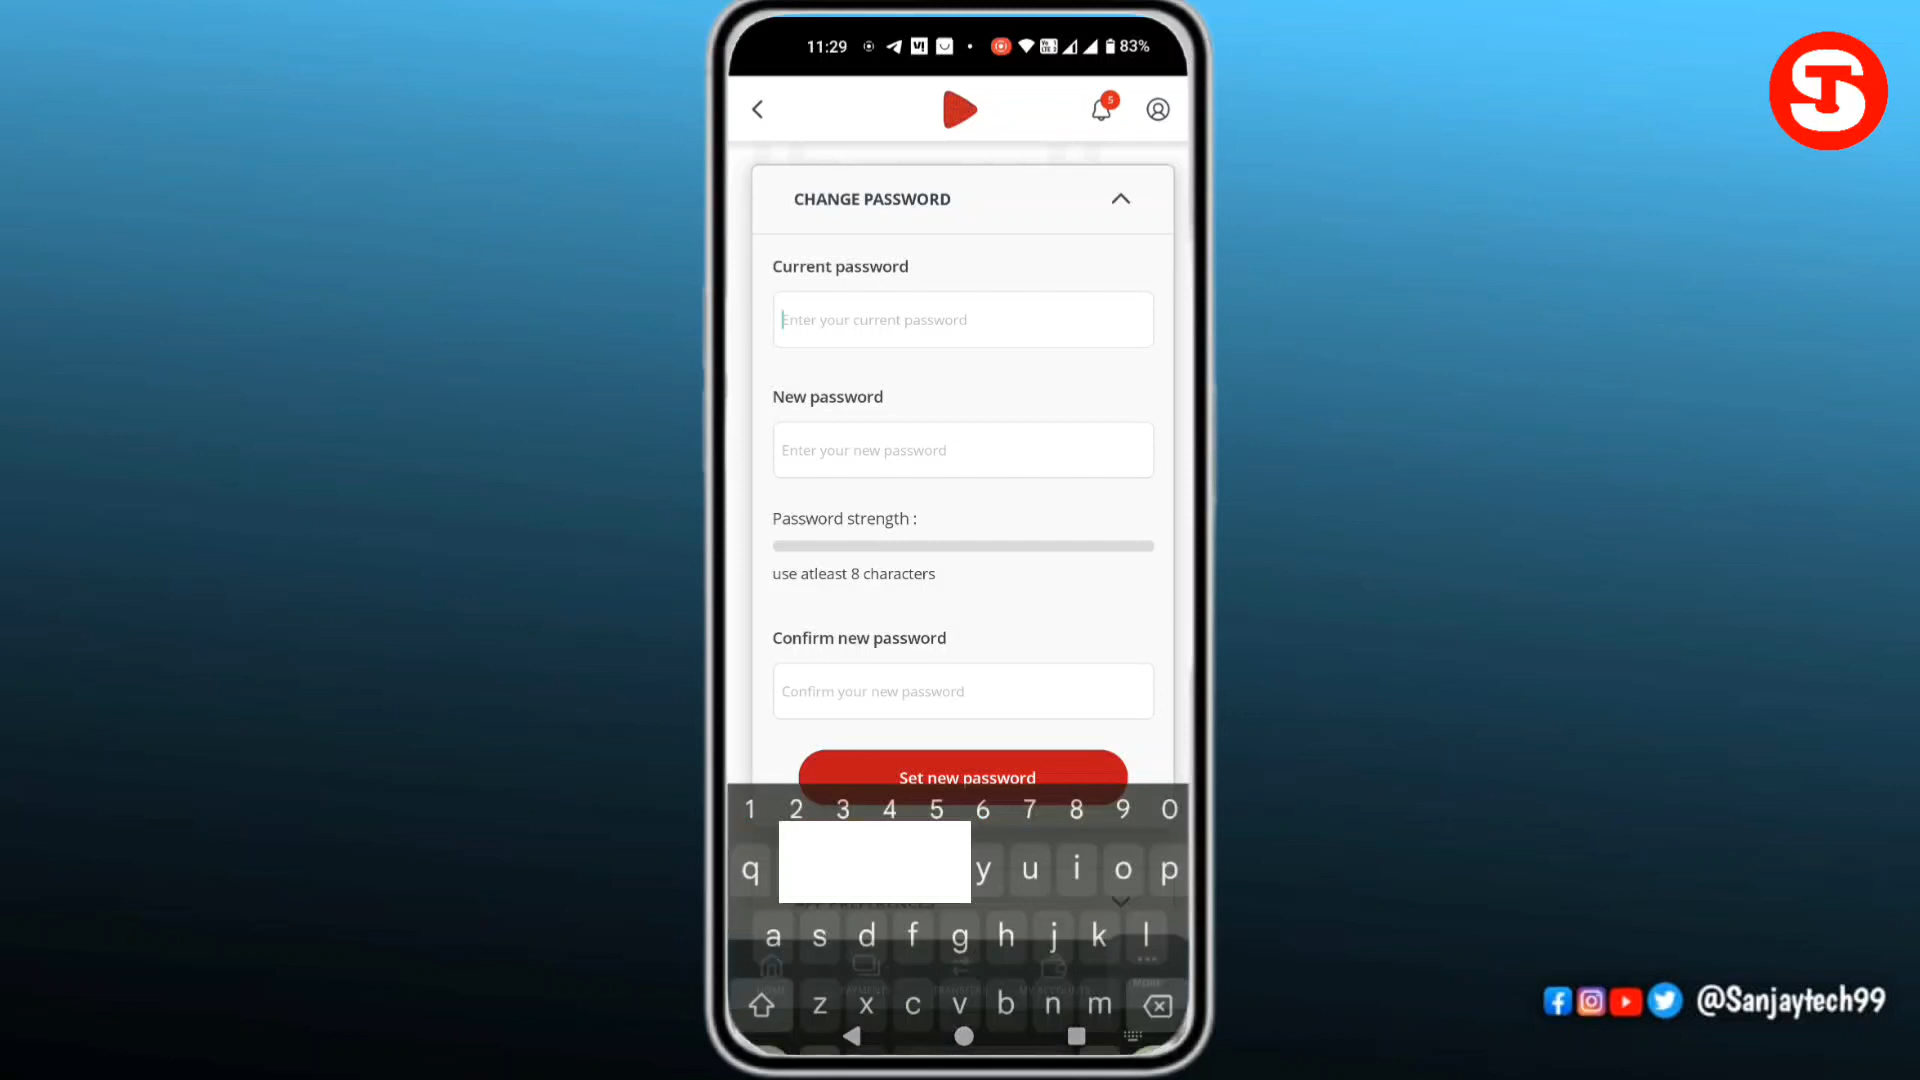 11:29 83%
5
CHANGE PASSWORD
Current password
Enter your current password
New password
Enter your new password
Password strength :
use atleast 8 characters
Confirm new password
Confirm your new password
Set new password
1 2 3 4 5 6 7 8 9 0
q y u i o p
a s d f g h j k l
z x c v b n m
@Sanjaytech99